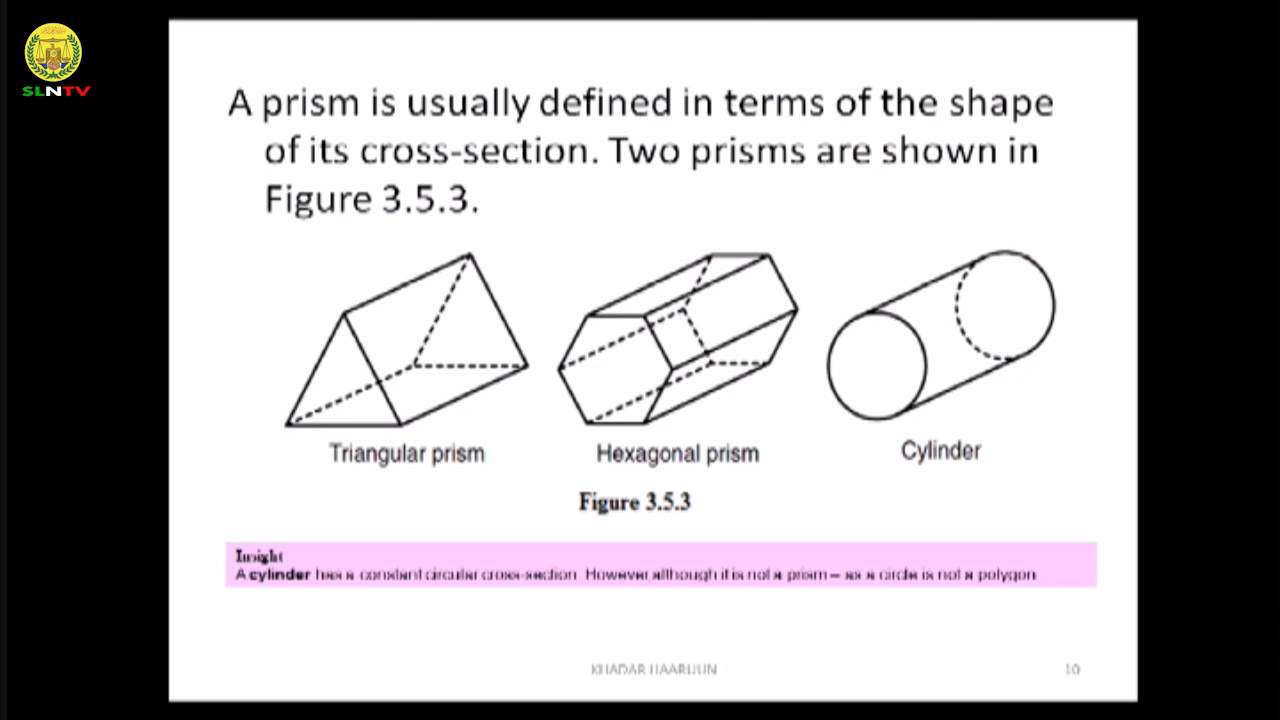 SLNTV
A prism is usually defined in terms of the shape
of its cross-section. Two prisms are shown in
Figure 3.5.3.
Triangular prism
Hexagonal prism
Cylinder
Figure 3.5.3
Insight
A cylinder has a constant circular cross-section However although it is not a prism – as a circle is not a polygon
KHADAR HAARUUN
10